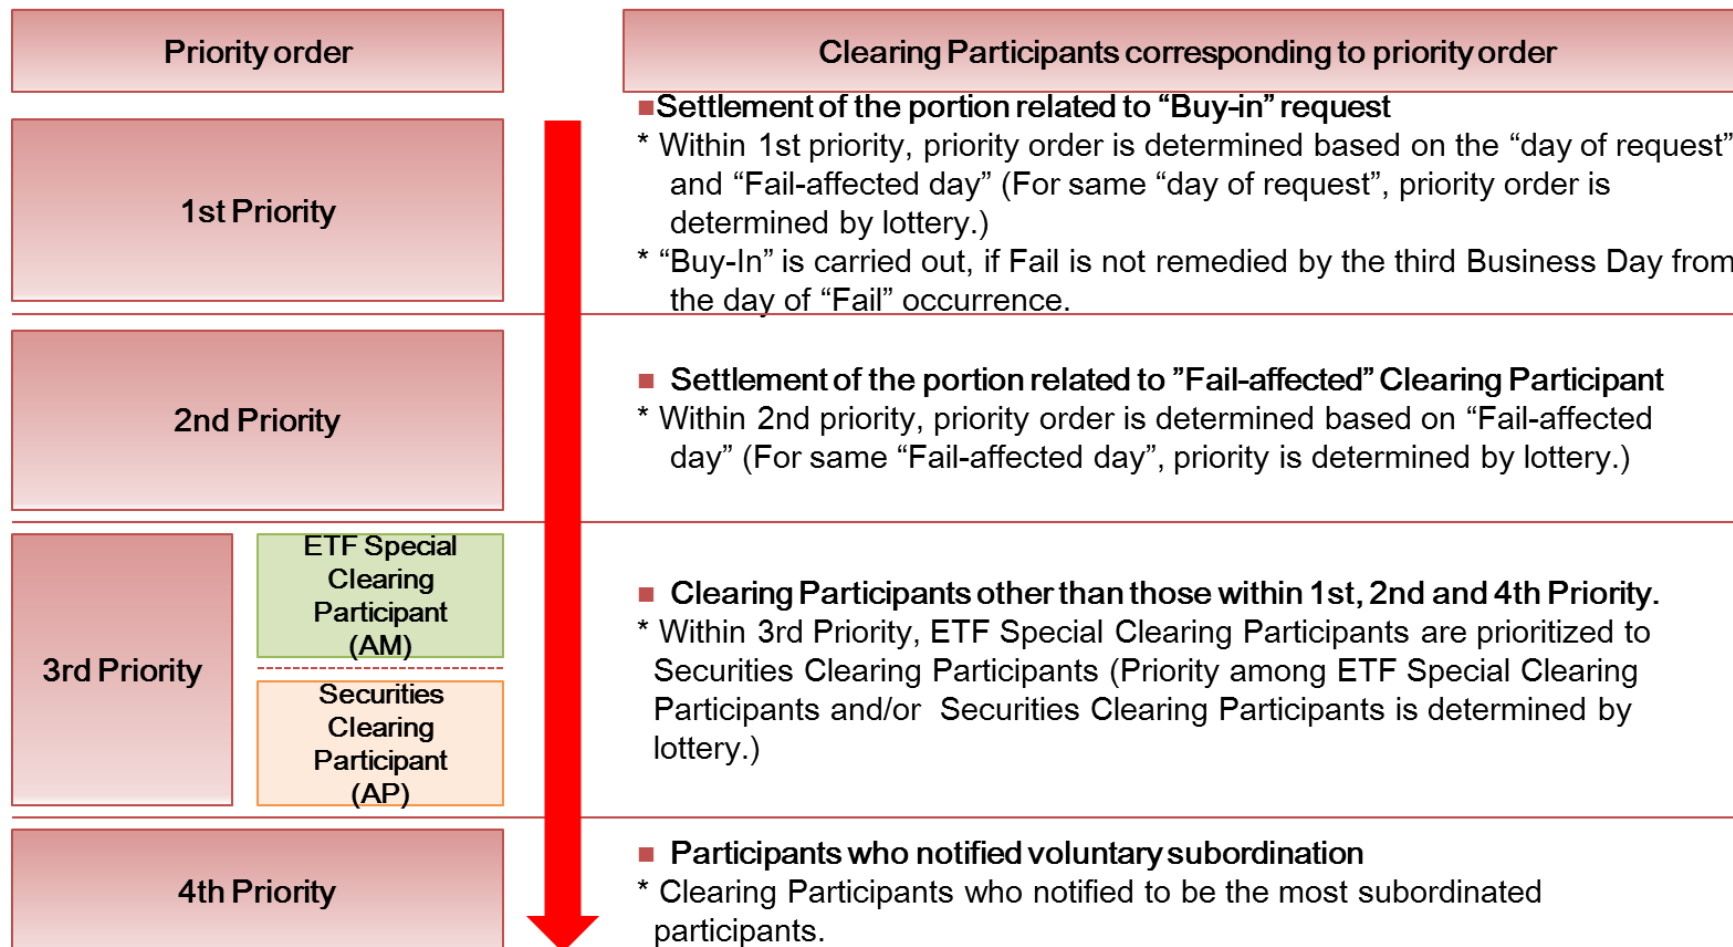 Priority order
Clearing Participants corresponding to priority order
1st Priority
■Settlement of the portion related to “Buy-in” request
* Within 1st priority, priority order is determined based on the “day of request”
and “Fail-affected day” (For same “day of request”, priority order is
determined by lottery.)
* “Buy-In” is carried out, if Fail is not remedied by the third Business Day from
the day of “Fail” occurrence.
2nd Priority
■ Settlement of the portion related to ”Fail-affected” Clearing Participant
* Within 2nd priority, priority order is determined based on “Fail-affected
day” (For same “Fail-affected day”, priority is determined by lottery.)
3rd Priority
ETF Special
Clearing
Participant
(AM)
Securities
Clearing
Participant
(AP)
■ Clearing Participants other than those within 1st, 2nd and 4th Priority.
* Within 3rd Priority, ETF Special Clearing Participants are prioritized to
Securities Clearing Participants (Priority among ETF Special Clearing
Participants and/or Securities Clearing Participants is determined by
lottery.)
4th Priority
■ Participants who notified voluntary subordination
* Clearing Participants who notified to be the most subordinated
participants.